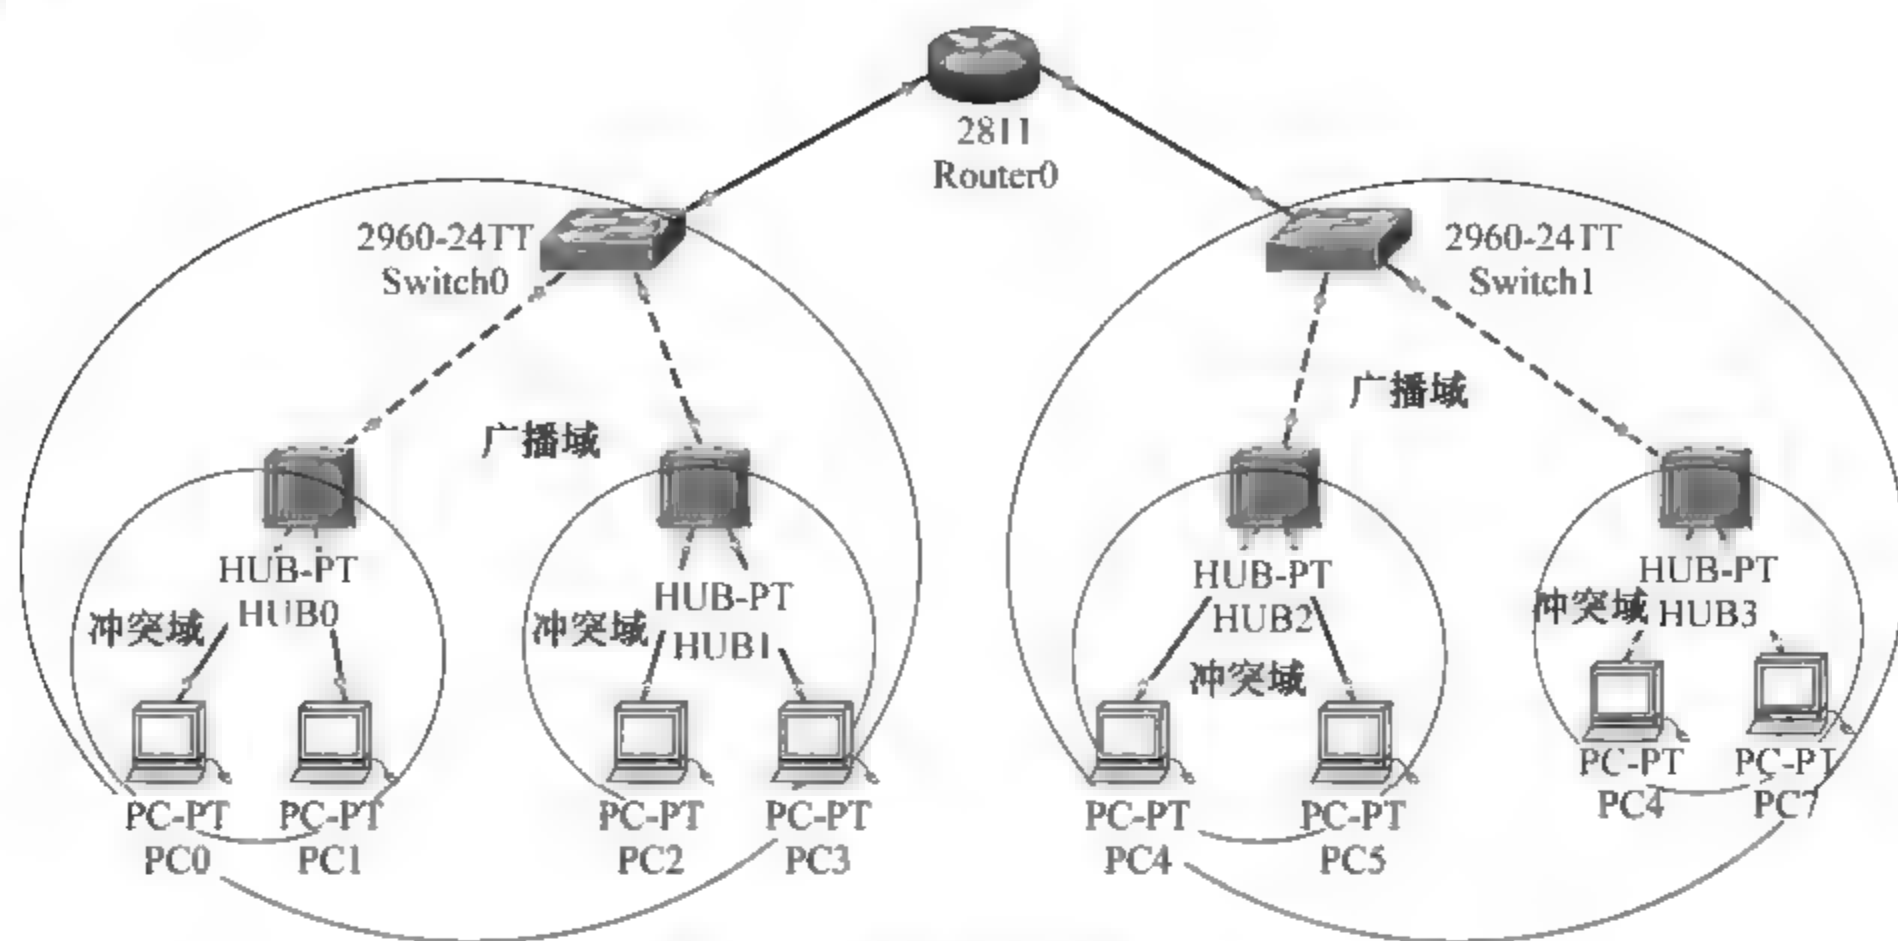 2811
Router0
2960-24TT
Switch0
2960-24TT
Switch1
广播域
广播域
HUB-PT
HUB0
冲突域
HUB-PT
HUB1
冲突域
HUB-PT
HUB2
冲突域
HUB-PT
HUB3
冲突域
PC-PT
PC0
PC-PT
PC1
PC-PT
PC2
PC-PT
PC3
PC-PT
PC4
PC-PT
PC5
PC-PT
PC4
PC-PT
PC7